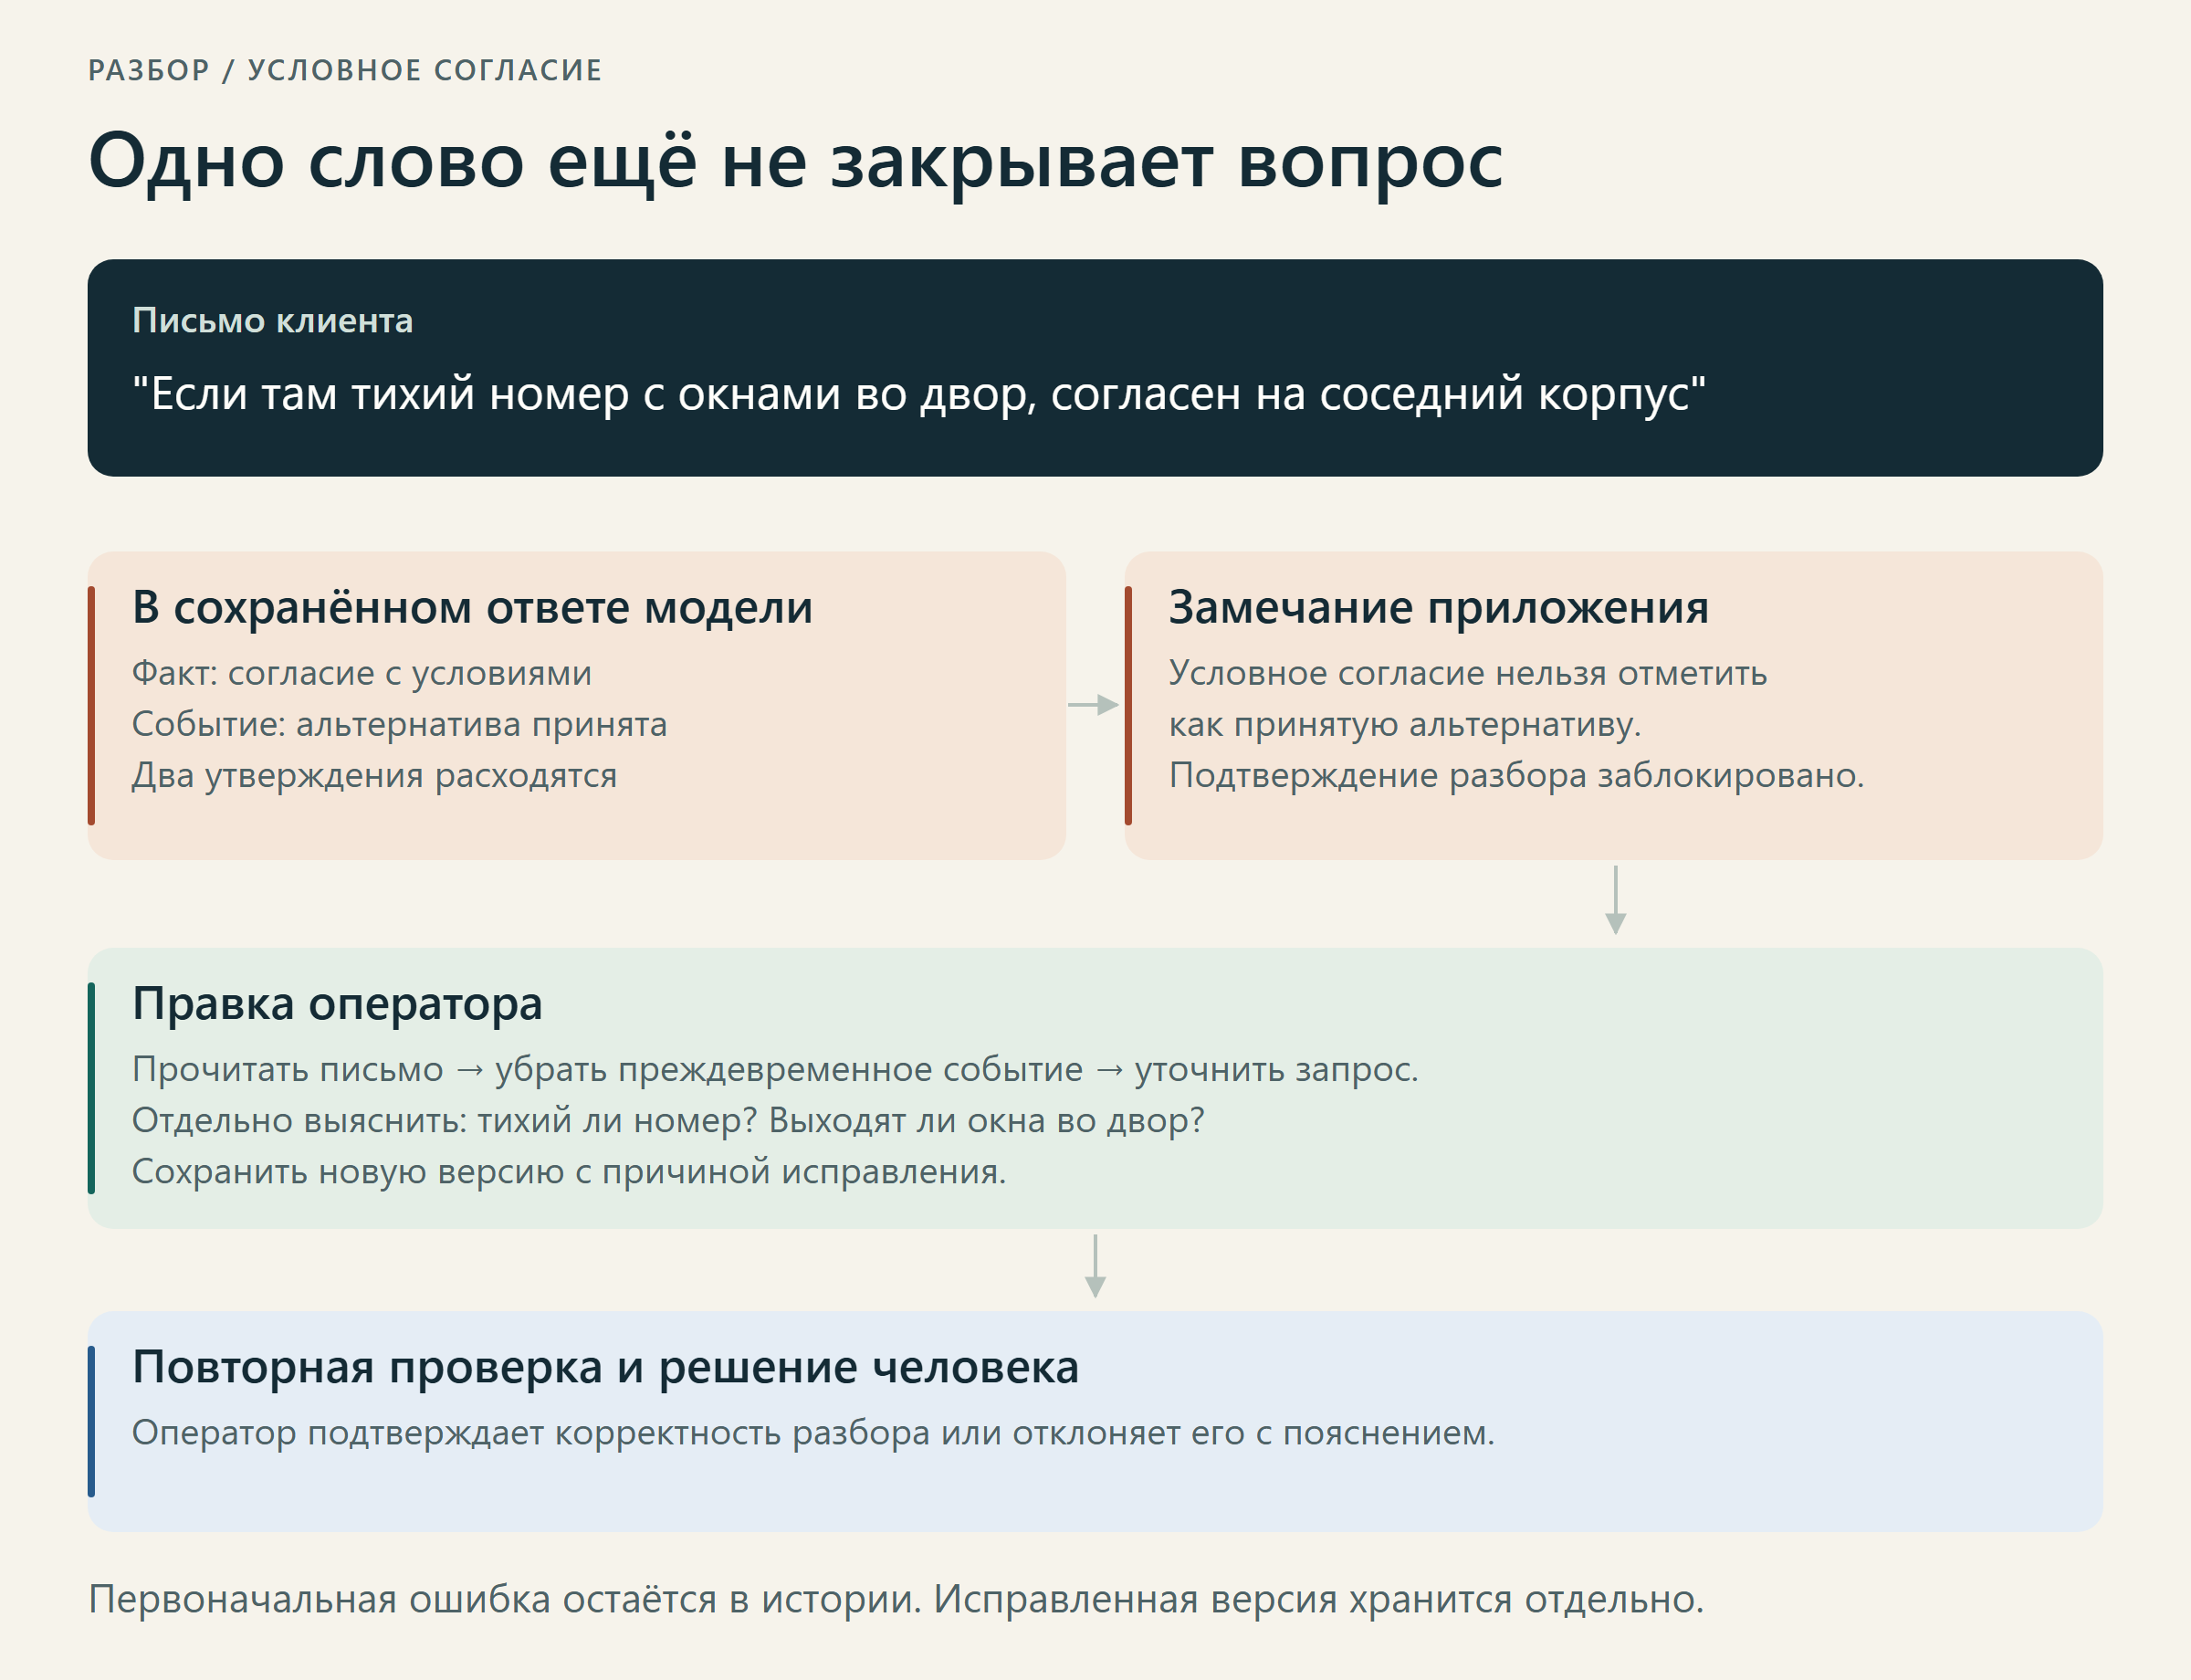 РАЗБОР / УСЛОВНОЕ СОГЛАСИЕ
Одно слово ещё не закрывает вопрос
Письмо клиента
"Если там тихий номер с окнами во двор, согласен на соседний корпус"
В сохранённом ответе модели
Факт: согласие с условиями
Событие: альтернатива принята
Два утверждения расходятся
Замечание приложения
Условное согласие нельзя отметить
как принятую альтернативу.
Подтверждение разбора заблокировано.
Правка оператора
Прочитать письмо → убрать преждевременное событие → уточнить запрос.
Отдельно выяснить: тихий ли номер? Выходят ли окна во двор?
Сохранить новую версию с причиной исправления.
Повторная проверка и решение человека
Оператор подтверждает корректность разбора или отклоняет его с пояснением.
Первоначальная ошибка остаётся в истории. Исправленная версия хранится отдельно.